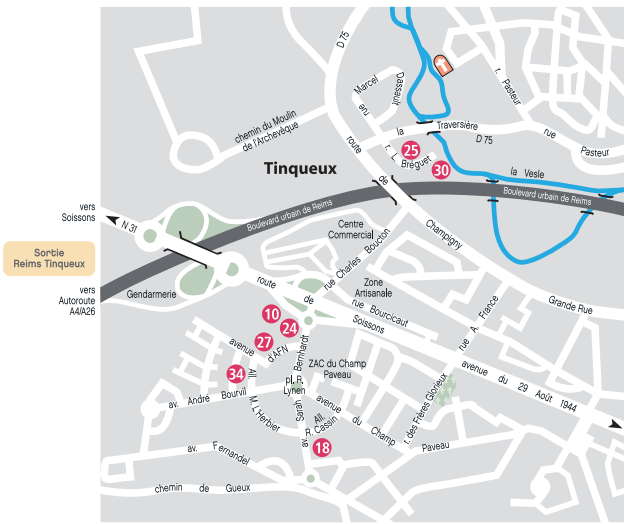 D 75
Marcel
Dassault
rue
r. Pasteur
chemin du Moulin
de l'Archevêque
la Traversière
D 75
rue Pasteur
route de Champigny
25
r. L. Bréguet
30
Tinqueux
la Vesle
Boulevard urbain de Reims
Boulevard urbain de Reims
vers
Soissons
N 31
Centre
Commercial
Sortie
Reims Tinqueux
rue Charles Boucton
vers
Autoroute
A4/A26
Gendarmerie
Zone
Artisanale
route de Soissons
rue Bourcicaut
Grande Rue
rue A. France
10
24
27
avenue d'AFN
34
av. Sarah Bernhardt
ZAC du Champ
Paveau
pl. R.
Lynen
avenue du 29 Août 1944
av. André Bourvil
All. M. l'Herbier
avenue du Champ Paveau
All.
R. Cassin
r. des Frères Glorieux
18
av. Fernandel
chemin de Gueux